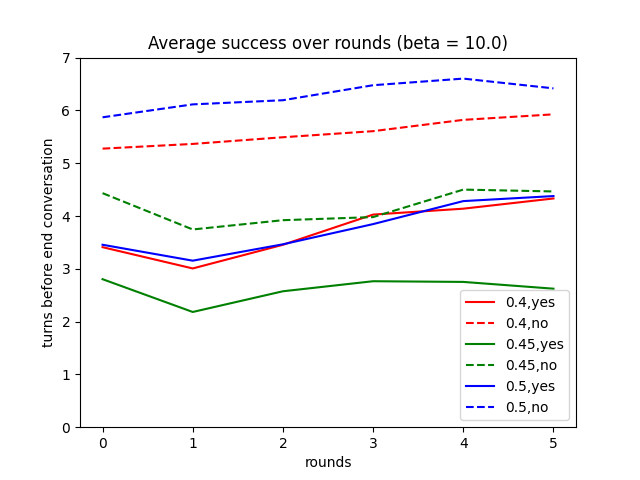 Average success over rounds (beta = 10.0)
turns before end conversation
7
6
5
4
3
2
1
0
0 1 2 3 4 5
rounds
0.4,yes
0.4,no
0.45,yes
0.45,no
0.5,yes
0.5,no